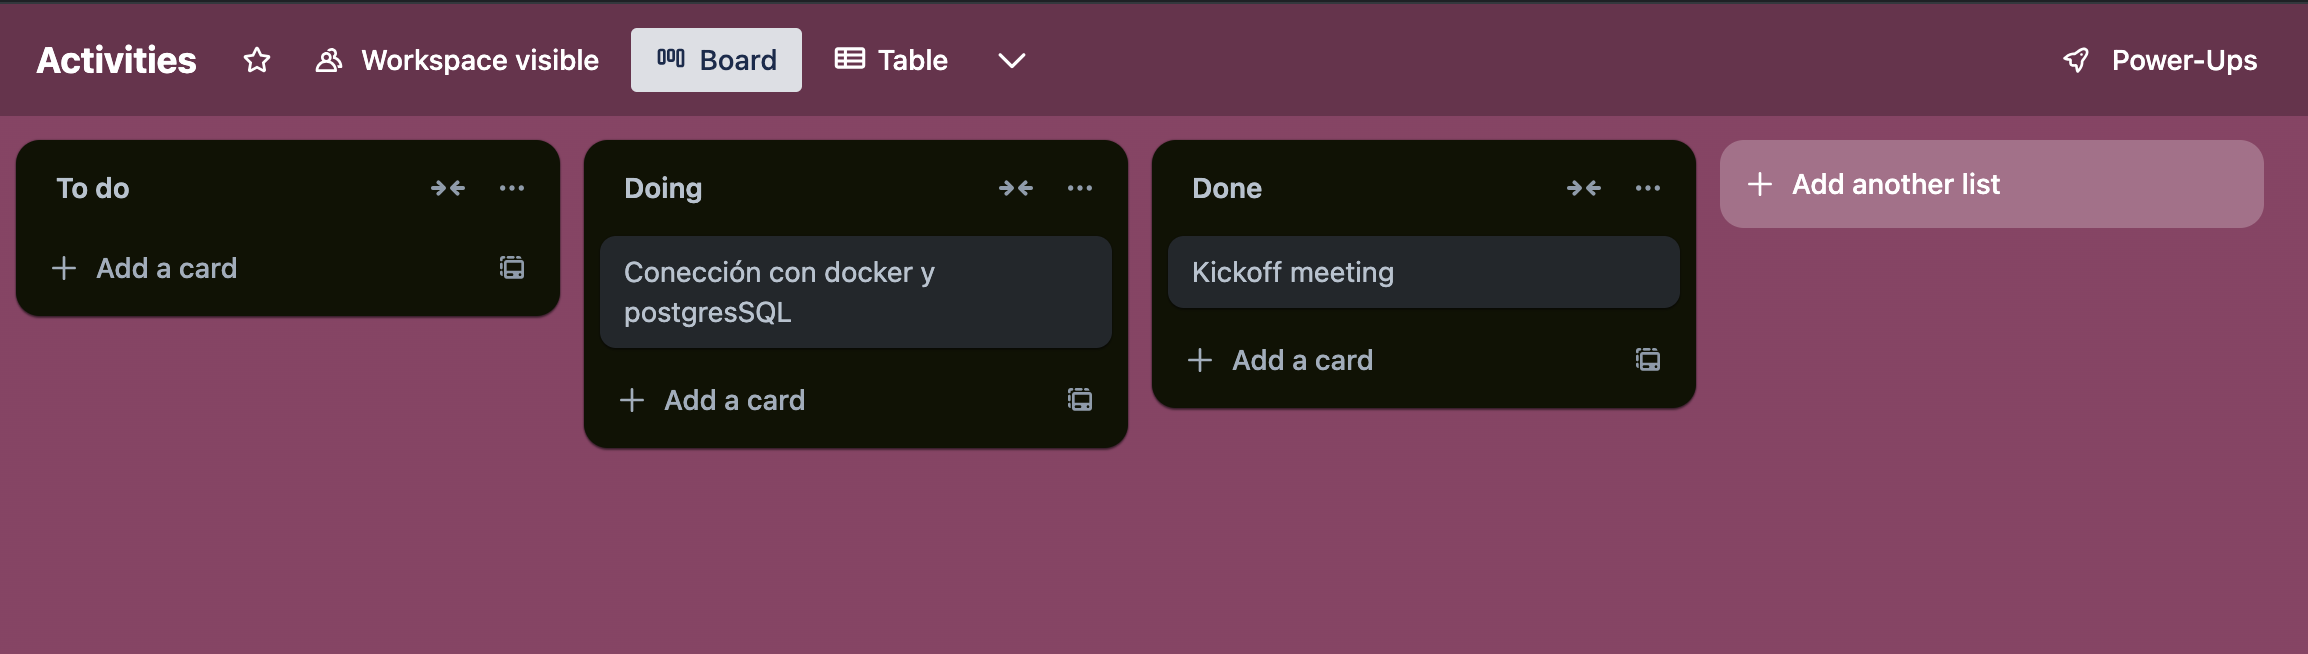 Activities
Workspace visible
Board
Table
Power-Ups
To do
Add a card
Doing
Conección con docker y
postgresSQL
Add a card
Done
Kickoff meeting
Add a card
Add another list